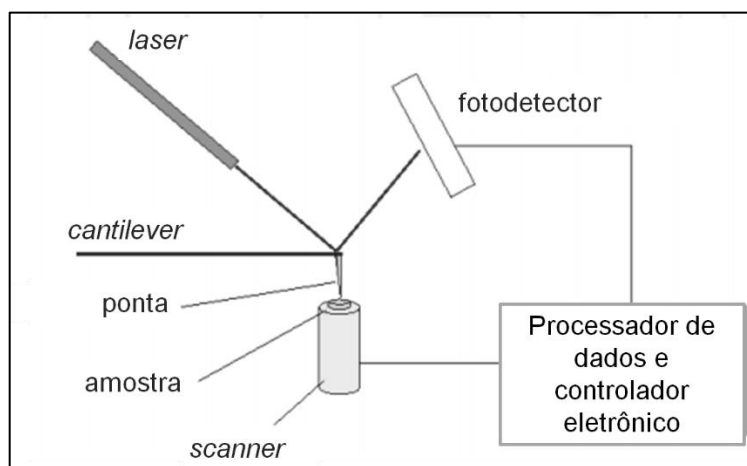 laser
fotodetector
cantilever
ponta
amostra
scanner
Processador de
dados e
controlador
eletrônico